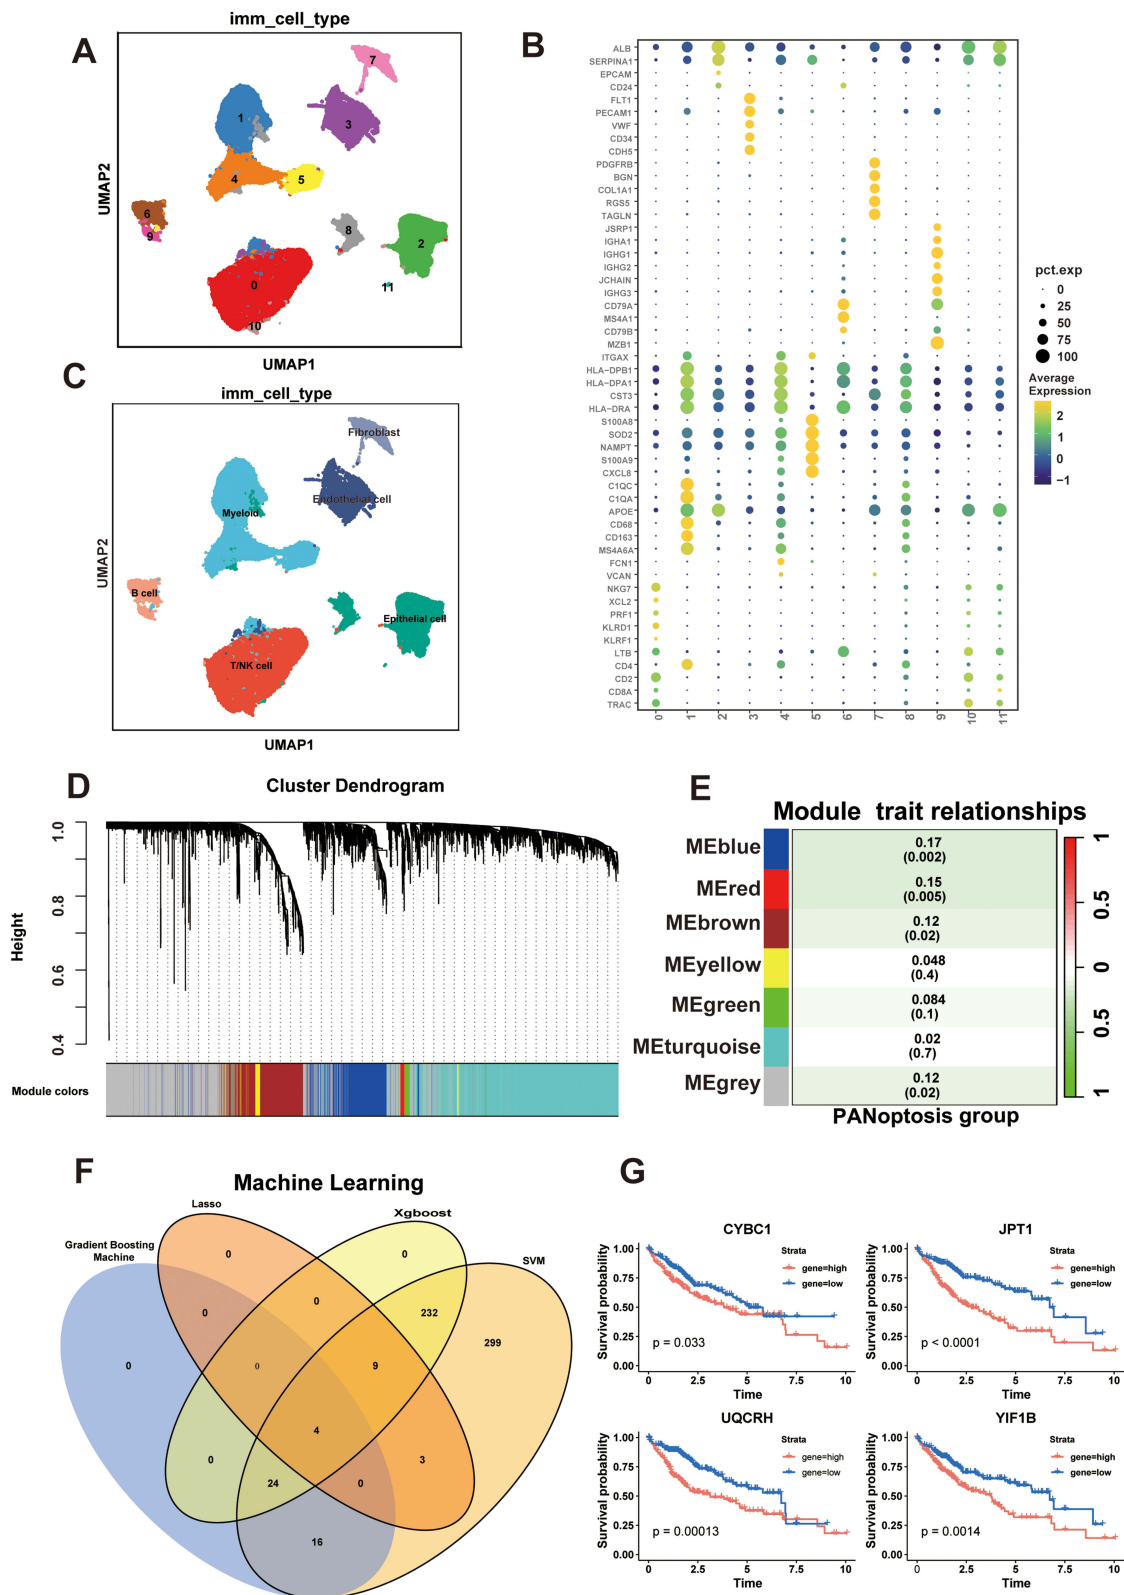 A
imm_cell_type
7
1
3
4
5
6
9
8
2
0
11
10
UMAP2
UMAP1
B
ALB
SERPINA1
EPCAM
CD24
FLT1
PECAM1
VWF
CD34
CDH5
PDGFRB
BGN
COL1A1
RGS5
TAGLN
JSRP1
IGHA1
IGHG1
IGHG2
JCHAIN
IGHG3
CD79A
MS4A1
CD79B
MZB1
ITGAX
HLA-DPB1
HLA-DPA1
CST3
HLA-DRA
S100A8
SOD2
NAMPT
S100A9
CXCL8
C1QC
C1QA
APOE
CD68
CD163
MS4A6A
FCN1
VCAN
NKG7
XCL2
PRF1
KLRD1
KLRF1
LTB
CD4
CD2
CD8A
TRAC
0 1 2 3 4 5 6 7 8 9 10 11
pct.exp
0
25
50
75
100
Average
Expression
2
1
0
-1
C
imm_cell_type
Fibroblast
Endothelial cell
Myeloid
B cell
Epithelial cell
T/NK cell
UMAP2
UMAP1
D
Cluster Dendrogram
Height
1.0
0.8
0.6
0.4
Module colors
E
Module trait relationships
MEblue
0.17
(0.002)
MEred
0.15
(0.005)
MEbrown
0.12
(0.02)
MEyellow
0.048
(0.4)
MEgreen
0.084
(0.1)
MEturquoise
0.02
(0.7)
MEgrey
0.12
(0.02)
1
0.5
0
0.5
1
PANoptosis group
F
Machine Learning
Lasso
Xgboost
Gradient Boosting
Machine
SVM
0
0
0
0
232
299
0
0
9
4
0
24
0
3
16
G
CYBC1
Survival probability
1.00
0.75
0.50
0.25
0.00
Strata
gene=high
gene=low
p = 0.033
0 2.5 5 7.5 10
Time
JPT1
Survival probability
1.00
0.75
0.50
0.25
0.00
Strata
gene=high
gene=low
p < 0.0001
0 2.5 5 7.5 10
Time
UQCRH
Survival probability
1.00
0.75
0.50
0.25
0.00
Strata
gene=high
gene=low
p = 0.00013
0 2.5 5 7.5 10
Time
YIF1B
Survival probability
1.00
0.75
0.50
0.25
0.00
Strata
gene=high
gene=low
p = 0.0014
0 2.5 5 7.5 10
Time